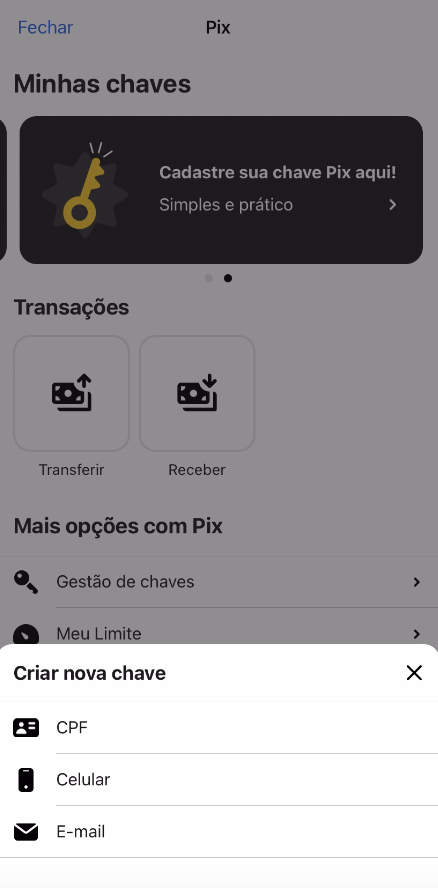 Fechar
Pix
Minhas chaves
Cadastre sua chave Pix aqui!
Simples e prático
Transações
Transferir
Receber
Mais opções com Pix
Gestão de chaves
Meu Limite
Criar nova chave
CPF
Celular
E-mail